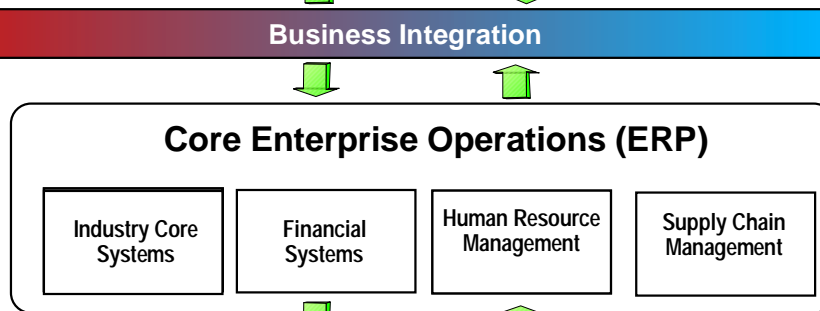 Business Integration
Core Enterprise Operations (ERP)
Industry Core
Systems
Financial
Systems
Human Resource
Management
Supply Chain
Management